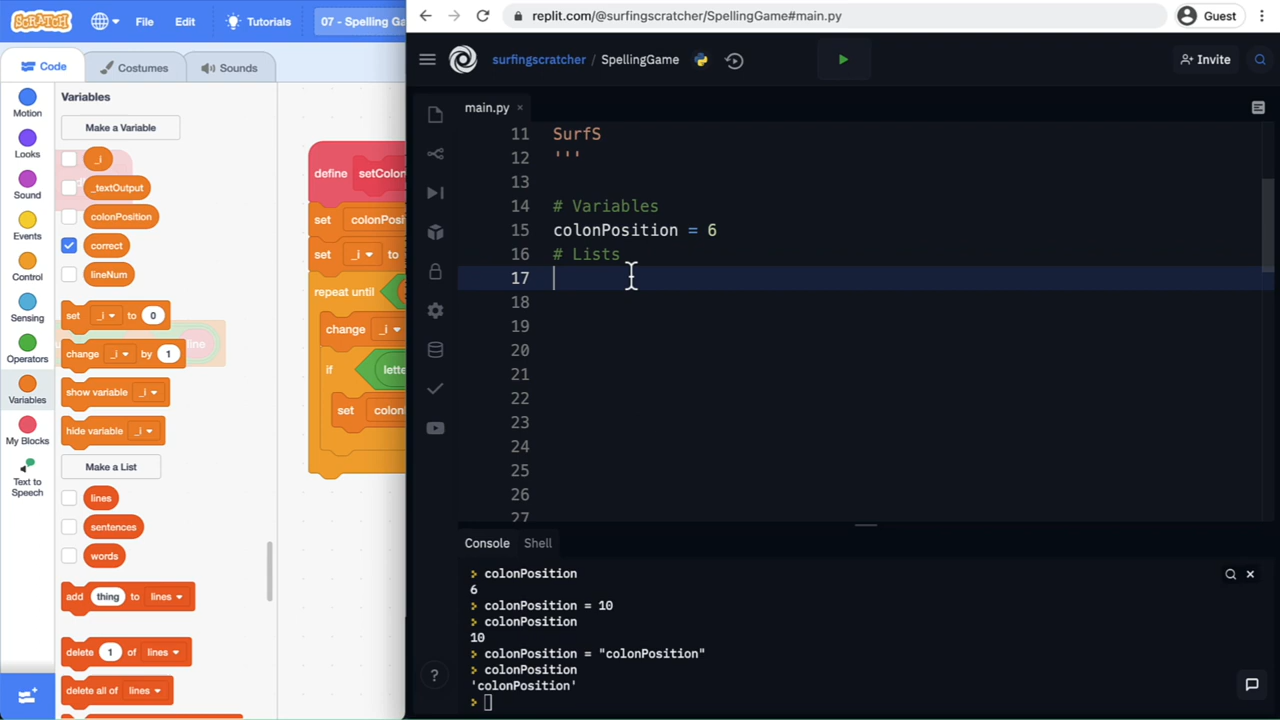 SCRATCH
File
Edit
Tutorials
07 - Spelling Ga
Code
Costumes
Sounds
Motion
Looks
Sound
Events
Control
Sensing
Operators
Variables
My Blocks
Text to
Speech
Variables
Make a Variable
_i
_textOutput
colonPosition
correct
lineNum
set _i to 0
change _i by 1
show variable _i
hide variable _i
Make a List
lines
sentences
words
add thing to lines
delete 1 of lines
delete all of lines
line
define setColon
set colonPosi
set _i to
repeat until
change _i
if lette
set colonl
replit.com/@surfingscratcher/SpellingGame#main.py
Guest
surfingscratcher / SpellingGame
Invite
main.py ×
11 SurfS
12 '''
13
14 # Variables
15 colonPosition = 6
16 # Lists
17
18
19
20
21
22
23
24
25
26
27
Console
Shell
> colonPosition
6
> colonPosition = 10
> colonPosition
10
> colonPosition = "colonPosition"
> colonPosition
'colonPosition'
>
?